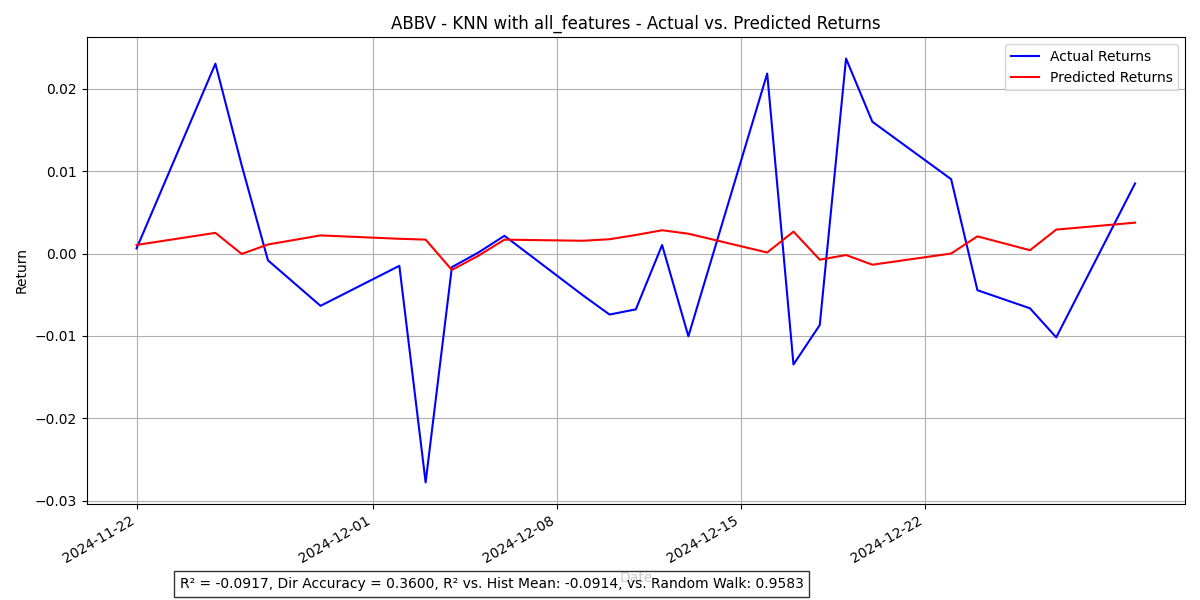 ABBV - KNN with all_features - Actual vs. Predicted Returns
Actual Returns
Predicted Returns
Return
0.02
0.01
0.00
−0.01
−0.02
−0.03
2024-11-22
2024-12-01
2024-12-08
2024-12-15
2024-12-22
Date
R² = -0.0917, Dir Accuracy = 0.3600, R² vs. Hist Mean: -0.0914, vs. Random Walk: 0.9583